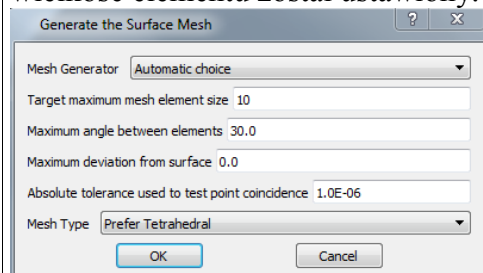 Generate the Surface Mesh
Mesh Generator Automatic choice
Target maximum mesh element size 10
Maximum angle between elements 30.0
Maximum deviation from surface 0.0
Absolute tolerance used to test point coincidence 1.0E-06
Mesh Type Prefer Tetrahedral
OK Cancel